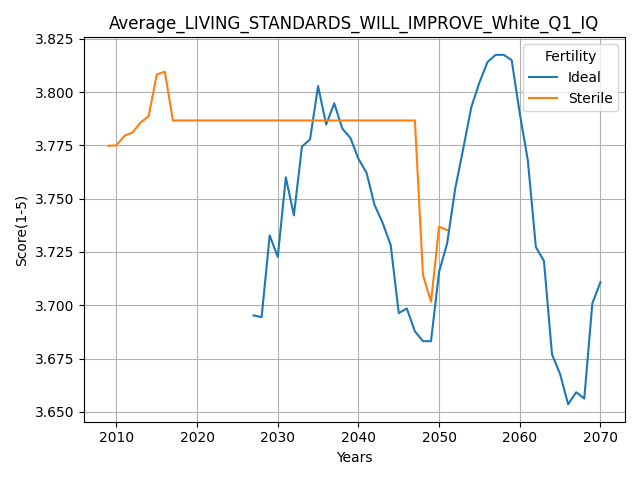 Average_LIVING_STANDARDS_WILL_IMPROVE_White_Q1_IQ
3.825
3.800
3.775
3.750
3.725
3.700
3.675
3.650
Score(1-5)
Fertility
Ideal
Sterile
2010 2020 2030 2040 2050 2060 2070
Years